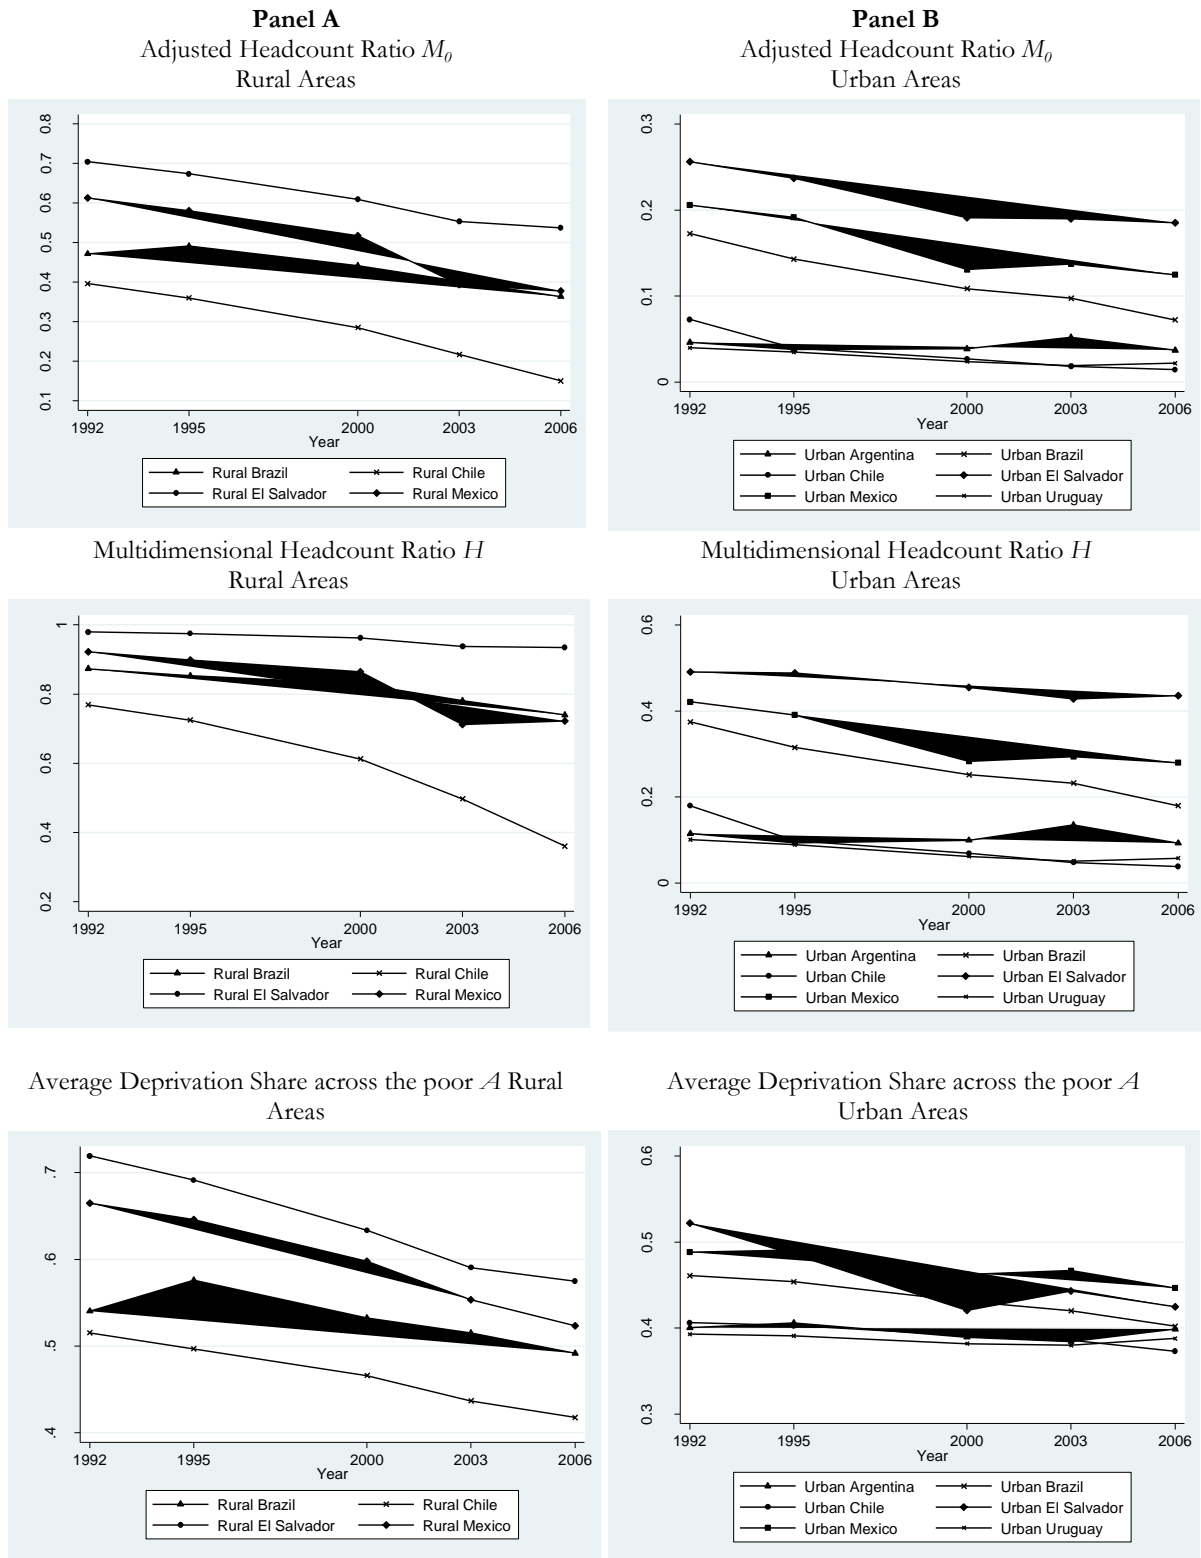 Panel A
Adjusted Headcount Ratio M0
Rural Areas
0.8
0.7
0.6
0.5
0.4
0.3
0.2
0.1
1992 1995 2000 2003 2006
Year
Rural Brazil Rural Chile
Rural El Salvador Rural Mexico
Panel B
Adjusted Headcount Ratio M0
Urban Areas
0.3
0.2
0.1
0
1992 1995 2000 2003 2006
Year
Urban Argentina Urban Brazil
Urban Chile Urban El Salvador
Urban Mexico Urban Uruguay
Multidimensional Headcount Ratio H
Rural Areas
1
0.8
0.6
0.4
0.2
1992 1995 2000 2003 2006
Year
Rural Brazil Rural Chile
Rural El Salvador Rural Mexico
Multidimensional Headcount Ratio H
Urban Areas
0.6
0.4
0.2
0
1992 1995 2000 2003 2006
Year
Urban Argentina Urban Brazil
Urban Chile Urban El Salvador
Urban Mexico Urban Uruguay
Average Deprivation Share across the poor A Rural
Areas
.7
.6
.5
.4
1992 1995 2000 2003 2006
Year
Rural Brazil Rural Chile
Rural El Salvador Rural Mexico
Average Deprivation Share across the poor A
Urban Areas
0.6
0.5
0.4
0.3
1992 1995 2000 2003 2006
Year
Urban Argentina Urban Brazil
Urban Chile Urban El Salvador
Urban Mexico Urban Uruguay